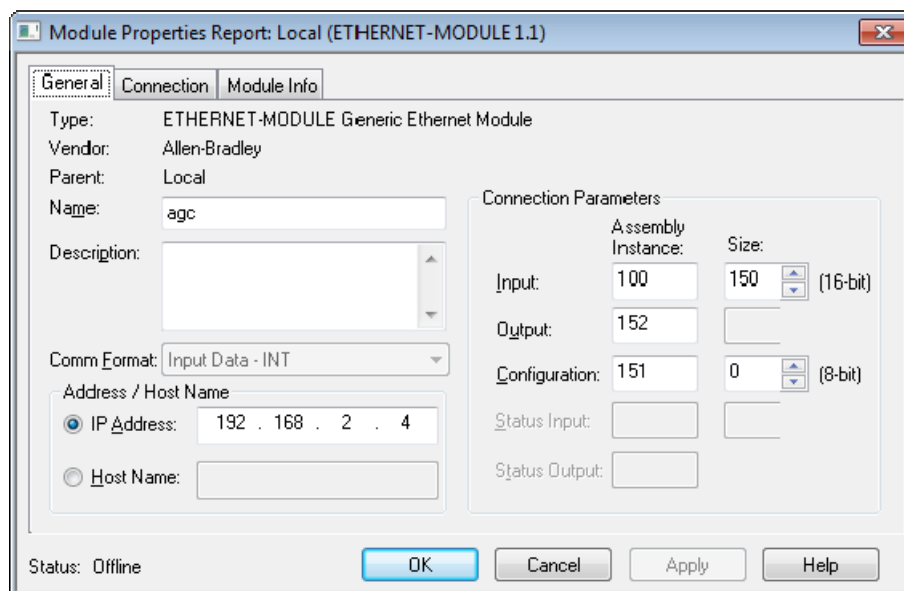 Module Properties Report: Local (ETHERNET-MODULE 1.1)
General Connection Module Info
Type: ETHERNET-MODULE Generic Ethernet Module
Vendor: Allen-Bradley
Parent: Local
Name: agc
Description:
Comm Format: Input Data - INT
Address / Host Name
IP Address: 192 . 168 . 2 . 4
Host Name:
Connection Parameters
Assembly
Instance: Size:
Input: 100 150 (16-bit)
Output: 152
Configuration: 151 0 (8-bit)
Status Input:
Status Output:
Status: Offline OK Cancel Apply Help